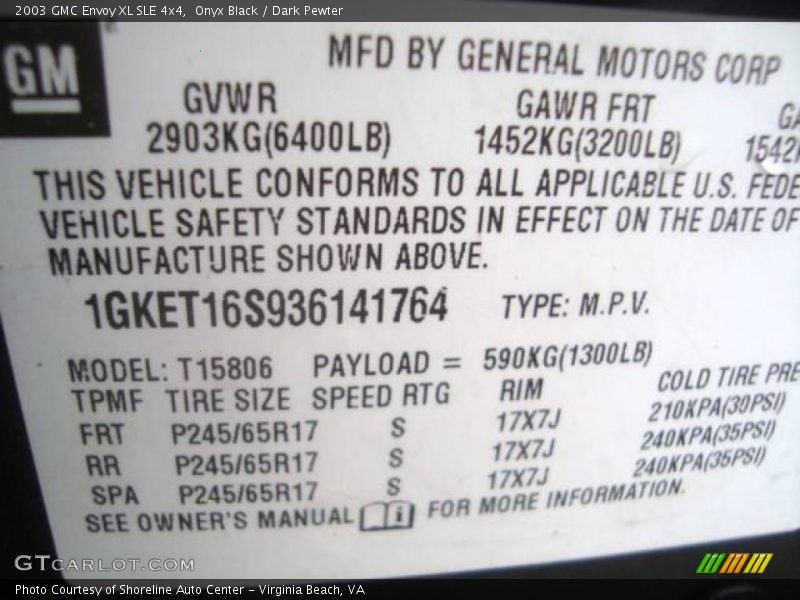 2003 GMC Envoy XL SLE 4x4, Onyx Black / Dark Pewter
GM
MFD BY GENERAL MOTORS CORP
GVWR GAWR FRT
2903KG(6400LB) 1452KG(3200LB)
THIS VEHICLE CONFORMS TO ALL APPLICABLE U.S. FEDE
VEHICLE SAFETY STANDARDS IN EFFECT ON THE DATE OF
MANUFACTURE SHOWN ABOVE.
1GKET16S936141764 TYPE: M.P.V.
MODEL: T15806 PAYLOAD = 590KG(1300LB)
TPMF TIRE SIZE SPEED RTG RIM COLD TIRE PRE
FRT P245/65R17 S 17X7J 210KPA(30PSI)
RR P245/65R17 S 17X7J 240KPA(35PSI)
SPA P245/65R17 S 17X7J 240KPA(35PSI)
SEE OWNER'S MANUAL i FOR MORE INFORMATION.
GTCARLOT.COM
Photo Courtesy of Shoreline Auto Center - Virginia Beach, VA